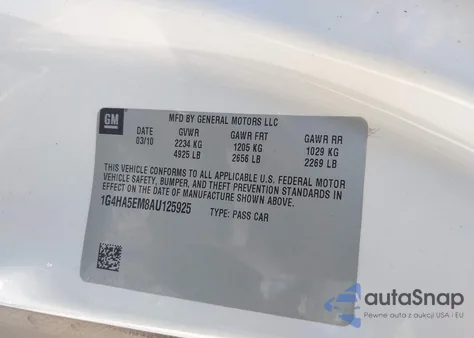 GM
MFD BY GENERAL MOTORS LLC
DATE GVWR GAWR FRT GAWR RR
03/10 2234 KG 1205 KG 1029 KG
4925 LB 2656 LB 2269 LB
THIS VEHICLE CONFORMS TO ALL APPLICABLE U.S. FEDERAL MOTOR
VEHICLE SAFETY, BUMPER, AND THEFT PREVENTION STANDARDS IN
EFFECT ON THE DATE OF MANUFACTURE SHOWN ABOVE.
1G4HA5EM8AU125925 TYPE: PASS CAR
autoSnap
Pewne auta z aukcji USA i EU